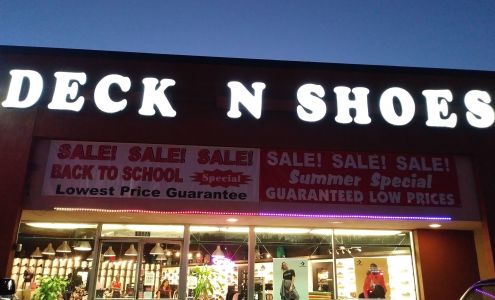 DECK N SHOES
SALE! SALE! SALE!
BACK TO SCHOOL Special
Lowest Price Guarantee
SALE! SALE! SALE!
Summer Special
GUARANTEED LOW PRICES